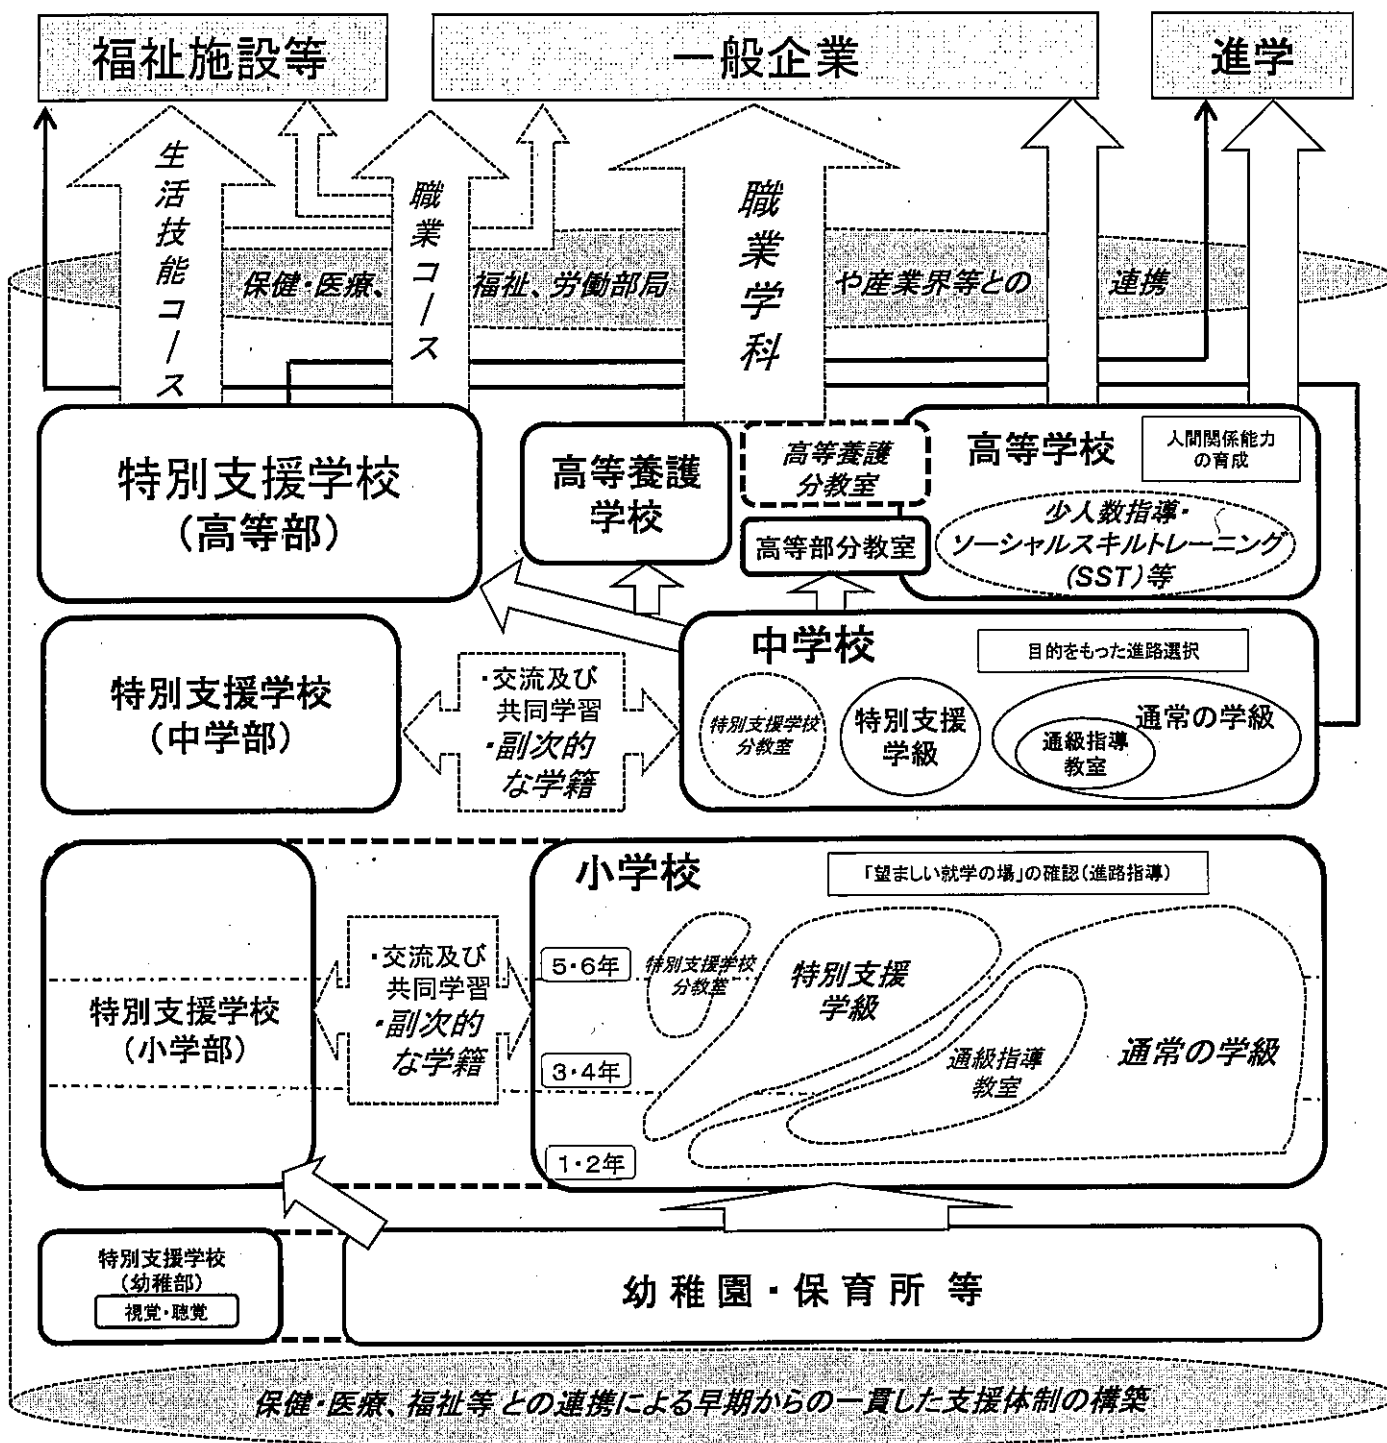 福祉施設等
一般企業
進学
生活技能コース
職業コース
職業学科
保健・医療、
福祉、労働部局
や産業界等との
連携
特別支援学校
(高等部)
高等養護
学校
高等養護
分教室
高等部分教室
高等学校
人間関係能力
の育成
少人数指導・
ソーシャルスキルトレーニング
(SST)等
特別支援学校
(中学部)
・交流及び
共同学習
・副次的
な学籍
中学校
目的をもった進路選択
特別支援学校
分教室
特別支援
学級
通常の学級
通級指導
教室
特別支援学校
(小学部)
・交流及び
共同学習
・副次的
な学籍
小学校
「望ましい就学の場」の確認(進路指導)
5・6年
3・4年
1・2年
特別支援学校
分教室
特別支援
学級
通級指導
教室
通常の学級
特別支援学校
(幼稚部)
視覚・聴覚
幼稚園・保育所 等
保健・医療、福祉等 との連携による早期からの一貫した支援体制の構築